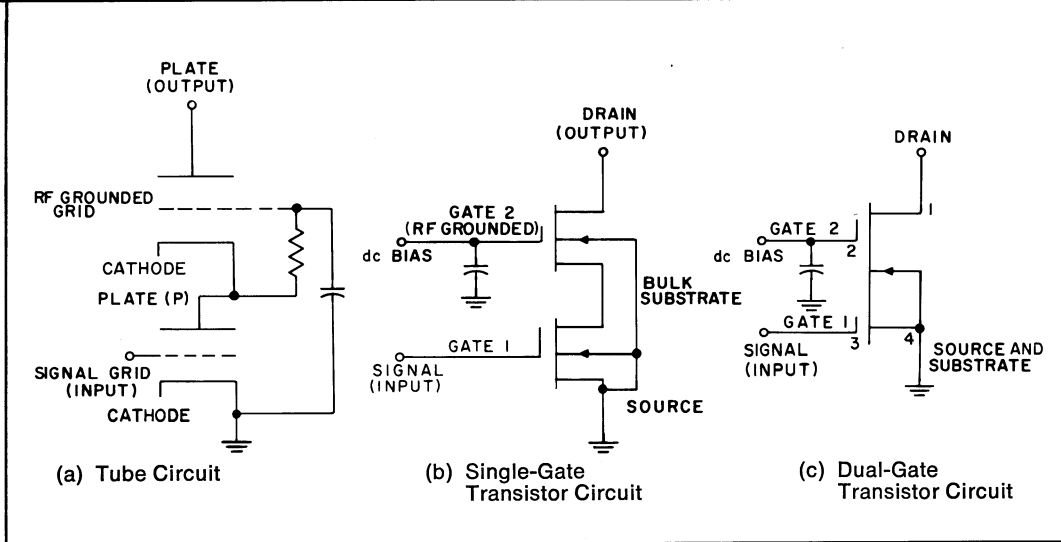 PLATE
(OUTPUT)
RF GROUNDED
GRID
CATHODE
PLATE (P)
SIGNAL GRID
(INPUT)
CATHODE
(a) Tube Circuit
DRAIN
(OUTPUT)
GATE 2
(RF GROUNDED)
dc BIAS
BULK
SUBSTRATE
GATE 1
SIGNAL
(INPUT)
SOURCE
(b) Single-Gate
Transistor Circuit
DRAIN
1
GATE 2
2
dc BIAS
GATE 1
3
4
SIGNAL
(INPUT)
SOURCE AND
SUBSTRATE
(c) Dual-Gate
Transistor Circuit